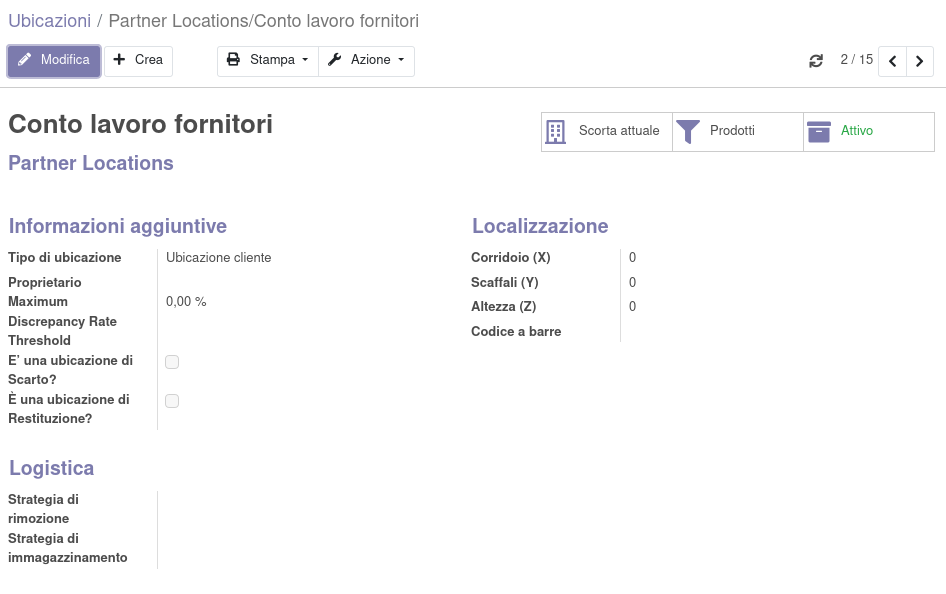 Ubicazioni / Partner Locations/Conto lavoro fornitori
Modifica Crea Stampa Azione 2 / 15
Conto lavoro fornitori
Scorta attuale Prodotti Attivo
Partner Locations
Informazioni aggiuntive
Tipo di ubicazione Ubicazione cliente
Proprietario
Maximum 0,00 %
Discrepancy Rate
Threshold
E' una ubicazione di
Scarto?
È una ubicazione di
Restituzione?
Localizzazione
Corridoio (X) 0
Scaffali (Y) 0
Altezza (Z) 0
Codice a barre
Logistica
Strategia di
rimozione
Strategia di
immagazzinamento